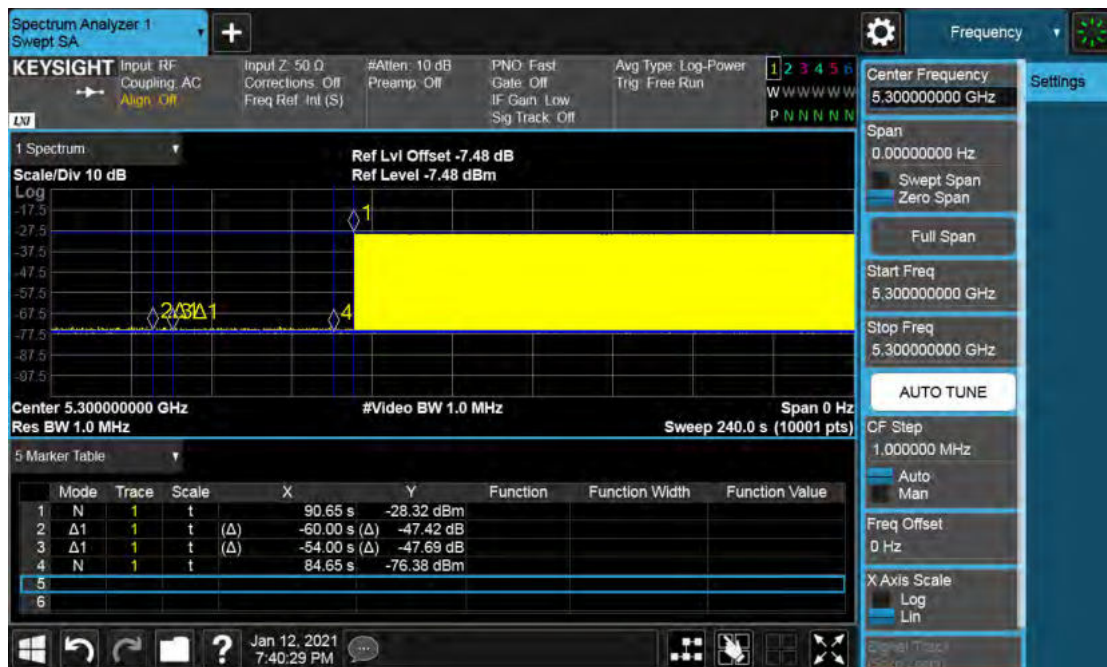 Spectrum Analyzer 1
Swept SA
+
Frequency
KEYSIGHT
Input: RF
Coupling: AC
Align: Off
Input Z: 50 Ω
Corrections: Off
Freq Ref: Int (S)
#Atten: 10 dB
Preamp: Off
PNO: Fast
Gate: Off
IF Gain: Low
Sig Track: Off
Avg Type: Log-Power
Trig: Free Run
1 2 3 4 5 6
W W W W W W
P N N N N N
LXI
1 Spectrum
Scale/Div 10 dB
Ref Lvl Offset -7.48 dB
Ref Level -7.48 dBm
Log
-17.5
-27.5
-37.5
-47.5
-57.5
-67.5
-77.5
-87.5
-97.5
1
2Δ1
3Δ1
4
Center 5.300000000 GHz
#Video BW 1.0 MHz
Span 0 Hz
Res BW 1.0 MHz
Sweep 240.0 s (10001 pts)
5 Marker Table
Mode Trace Scale X Y Function Function Width Function Value
1 N 1 t 90.65 s -28.32 dBm
2 Δ1 1 t (Δ) -60.00 s (Δ) -47.42 dB
3 Δ1 1 t (Δ) -54.00 s (Δ) -47.69 dB
4 N 1 t 84.65 s -76.38 dBm
5
6
?
Jan 12, 2021
7:40:29 PM
Center Frequency
5.300000000 GHz
Settings
Span
0.00000000 Hz
Swept Span
Zero Span
Full Span
Start Freq
5.300000000 GHz
Stop Freq
5.300000000 GHz
AUTO TUNE
CF Step
1.000000 MHz
Auto
Man
Freq Offset
0 Hz
X Axis Scale
Log
Lin
Signal Track